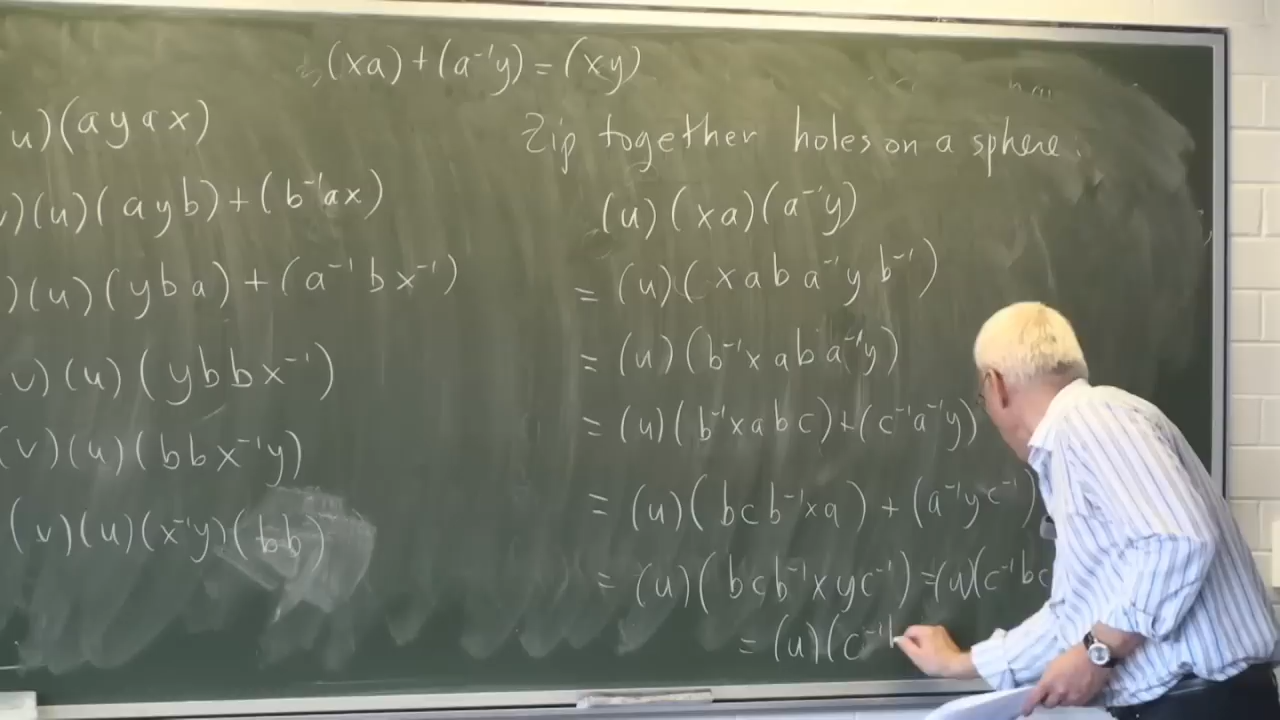 (xa)+(a⁻¹y)=(xy)
u)(ayax)
)(u)(ayb)+(b⁻¹ax)
)(u)(yba)+(a⁻¹bx⁻¹)
v)(u)(ybbx⁻¹)
(v)(u)(bbx⁻¹y)
(v)(u)(x⁻¹y)(bb)
Zip together holes on a sphere.
(u)(xa)(a⁻¹y)
= (u)(xaba⁻¹yb⁻¹)
= (u)(b⁻¹xaba⁻¹y)
= (u)(b⁻¹xabc)+(c⁻¹a⁻¹y)
= (u)(bcb⁻¹xa)+(a⁻¹yc⁻¹)
= (u)(bcb⁻¹xyc⁻¹)=(u)(c⁻¹bc
= (u)(c⁻¹b